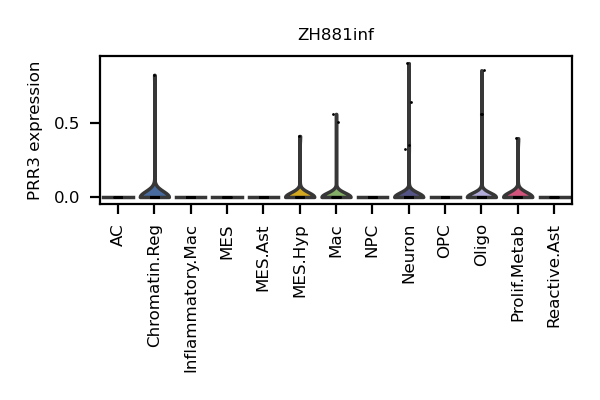 ZH881inf
PRR3 expression
0.5
0.0
AC
Chromatin.Reg
Inflammatory.Mac
MES
MES.Ast
MES.Hyp
Mac
NPC
Neuron
OPC
Oligo
Prolif.Metab
Reactive.Ast